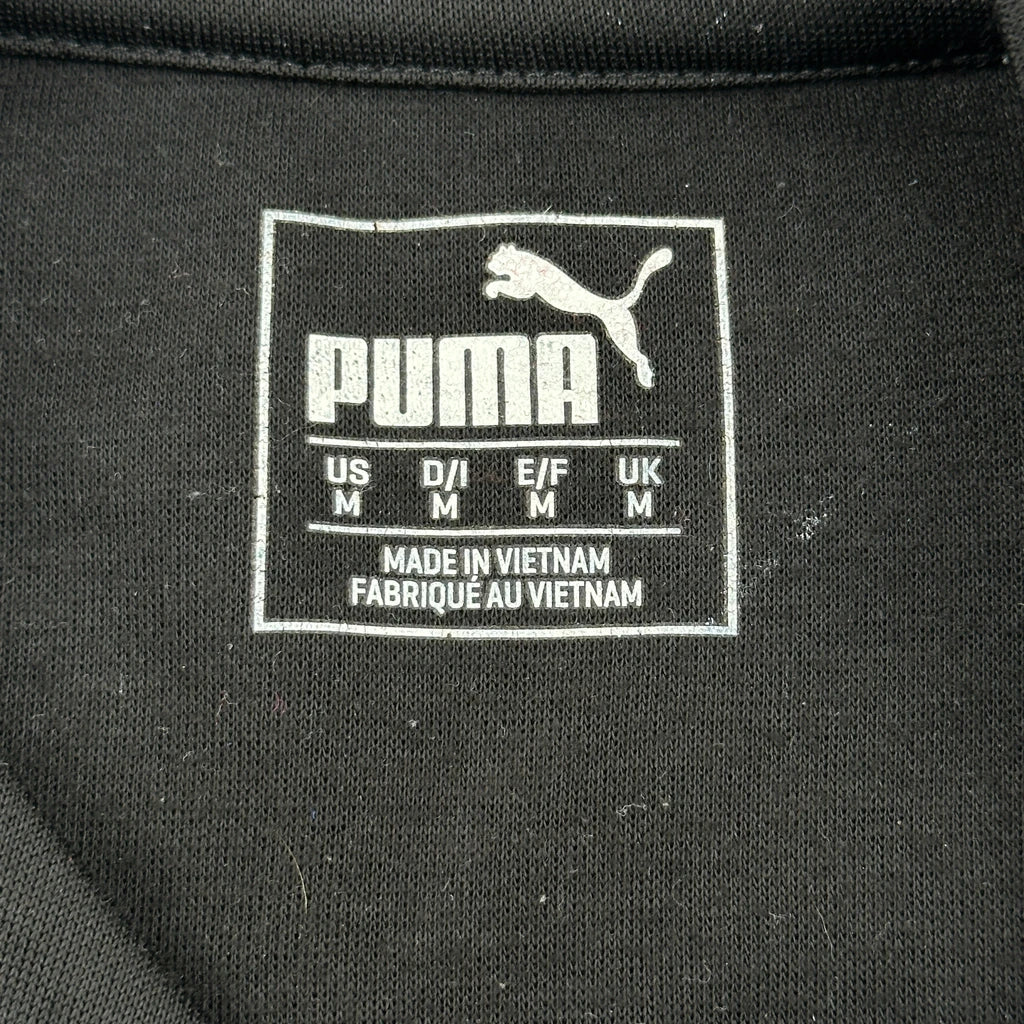 PUMA
US D/I E/F UK
M M M M
MADE IN VIETNAM
FABRIQUÉ AU VIETNAM